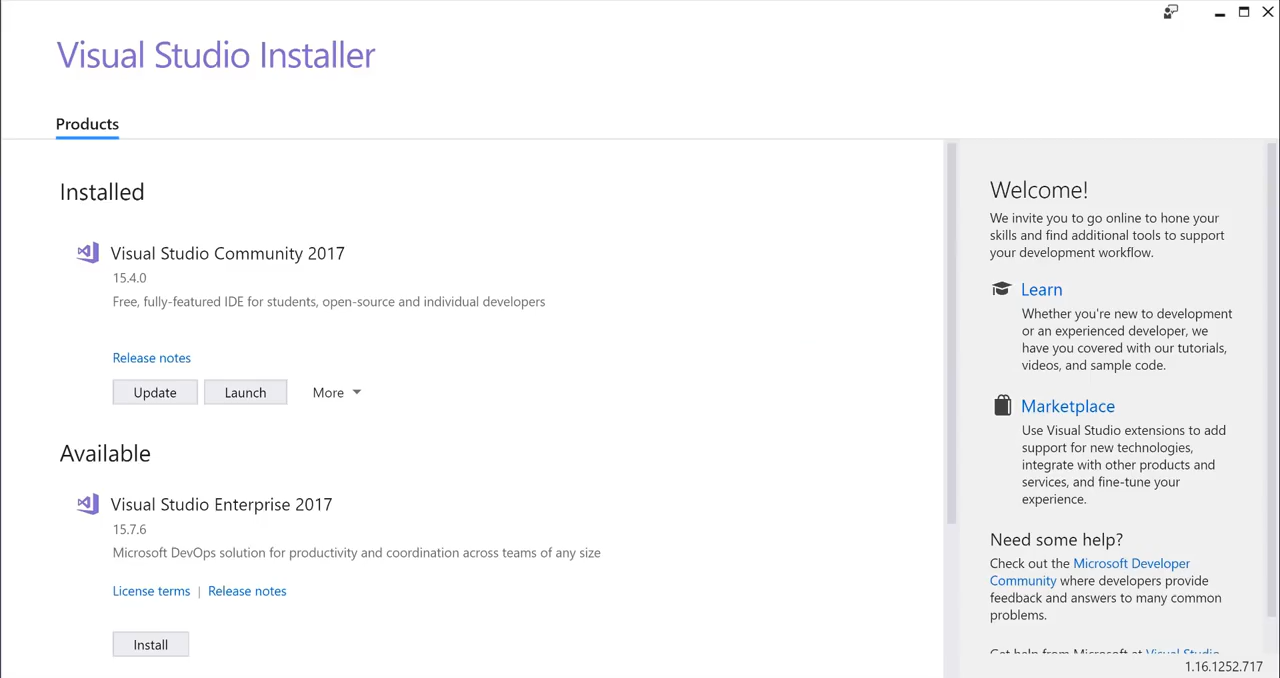 Visual Studio Installer
Products
Installed
Visual Studio Community 2017
15.4.0
Free, fully-featured IDE for students, open-source and individual developers
Release notes
Update
Launch
More
Available
Visual Studio Enterprise 2017
15.7.6
Microsoft DevOps solution for productivity and coordination across teams of any size
License terms | Release notes
Install
Welcome!
We invite you to go online to hone your
skills and find additional tools to support
your development workflow.
Learn
Whether you're new to development
or an experienced developer, we
have you covered with our tutorials,
videos, and sample code.
Marketplace
Use Visual Studio extensions to add
support for new technologies,
integrate with other products and
services, and fine-tune your
experience.
Need some help?
Check out the Microsoft Developer
Community where developers provide
feedback and answers to many common
problems.
Get help from Microsoft at Visual Studio
1.16.1252.717